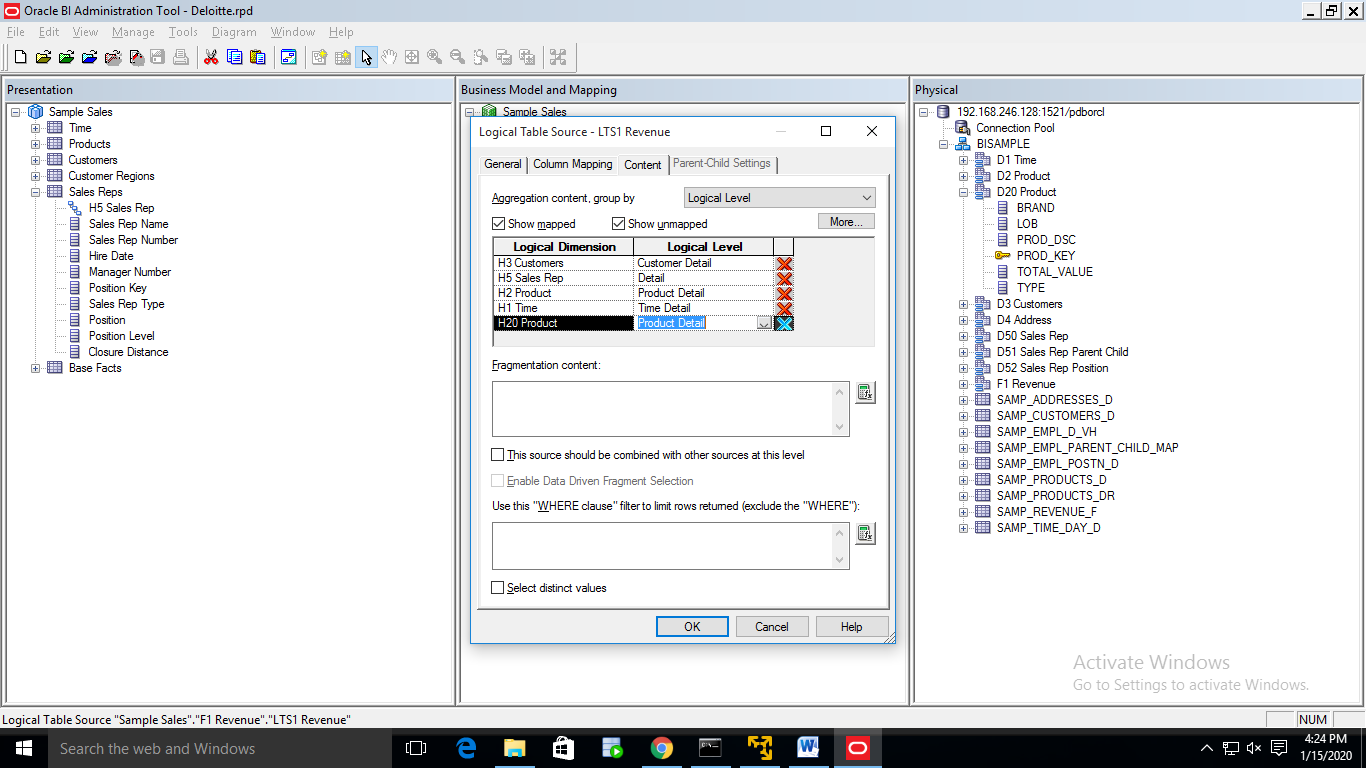 Oracle BI Administration Tool - Deloitte.rpd
File Edit View Manage Tools Diagram Window Help
Presentation
Sample Sales
Time
Products
Customers
Customer Regions
Sales Reps
H5 Sales Rep
Sales Rep Name
Sales Rep Number
Hire Date
Manager Number
Position Key
Sales Rep Type
Position
Position Level
Closure Distance
Base Facts
Business Model and Mapping
Sample Sales
Logical Table Source - LTS1 Revenue
General Column Mapping Content Parent-Child Settings
Aggregation content, group by Logical Level
Show mapped Show unmapped More...
Logical Dimension Logical Level
H3 Customers Customer Detail
H5 Sales Rep Detail
H2 Product Product Detail
H1 Time Time Detail
H20 Product Product Detail
Fragmentation content:
This source should be combined with other sources at this level
Enable Data Driven Fragment Selection
Use this "WHERE clause" filter to limit rows returned (exclude the "WHERE"):
Select distinct values
OK Cancel Help
Physical
192.168.246.128:1521/pdborcl
Connection Pool
BISAMPLE
D1 Time
D2 Product
D20 Product
BRAND
LOB
PROD_DSC
PROD_KEY
TOTAL_VALUE
TYPE
D3 Customers
D4 Address
D50 Sales Rep
D51 Sales Rep Parent Child
D52 Sales Rep Position
F1 Revenue
SAMP_ADDRESSES_D
SAMP_CUSTOMERS_D
SAMP_EMPL_D_VH
SAMP_EMPL_PARENT_CHILD_MAP
SAMP_EMPL_POSTN_D
SAMP_PRODUCTS_D
SAMP_PRODUCTS_DR
SAMP_REVENUE_F
SAMP_TIME_DAY_D
Activate Windows
Go to Settings to activate Windows.
Logical Table Source "Sample Sales"."F1 Revenue"."LTS1 Revenue"
NUM
Search the web and Windows
4:24 PM
1/15/2020